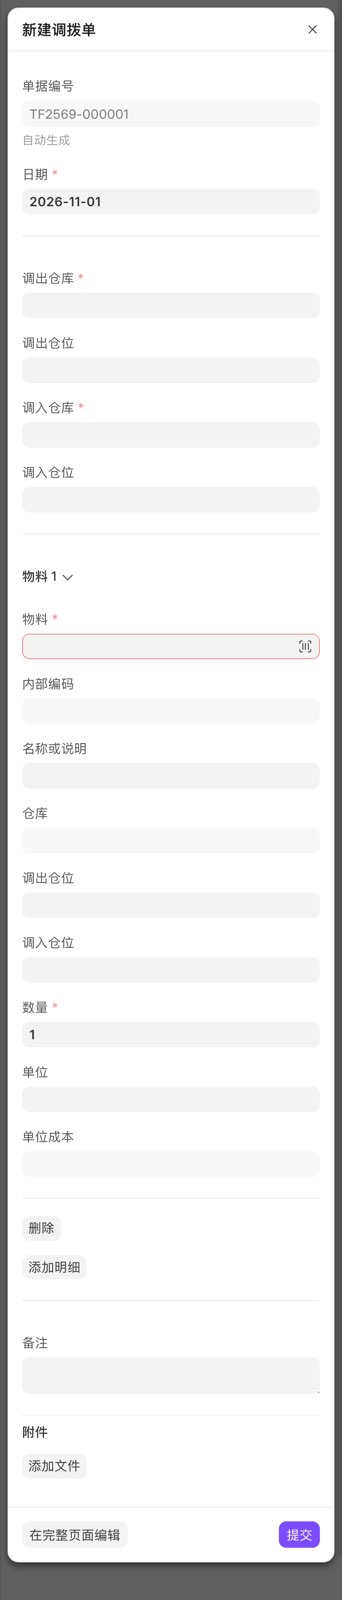 新建调拨单
单据编号
TF2569-000001
自动生成
日期 *
2026-11-01
调出仓库 *
调出仓位
调入仓库 *
调入仓位
物料 1
物料 *
内部编码
名称或说明
仓库
调出仓位
调入仓位
数量 *
1
单位
单位成本
删除
添加明细
备注
附件
添加文件
在完整页面编辑
提交